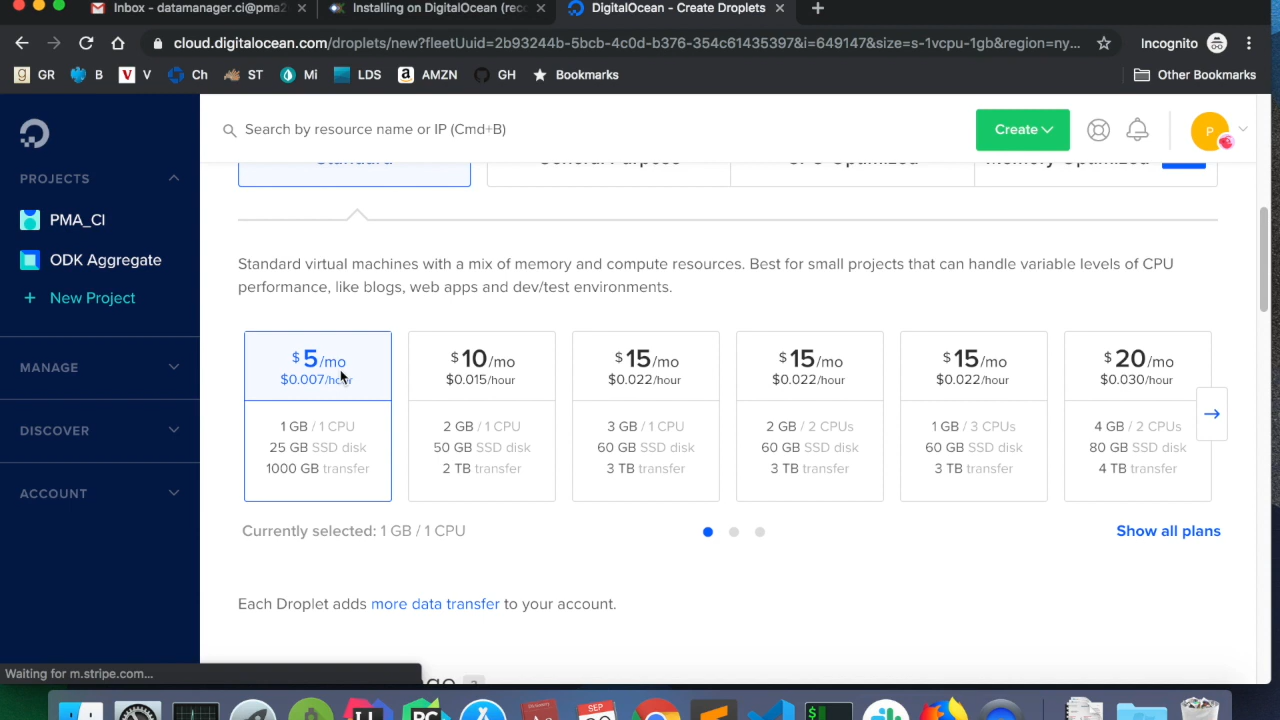 Inbox - datamanager.ci@pma2
Installing on DigitalOcean (rec
DigitalOcean - Create Droplets
cloud.digitalocean.com/droplets/new?fleetUuid=2b93244b-5bcb-4c0d-b376-354c61435397&i=649147&size=s-1vcpu-1gb&region=ny...
Incognito
GR B V Ch ST Mi LDS AMZN GH Bookmarks Other Bookmarks
Search by resource name or IP (Cmd+B)
Create
P
PROJECTS
PMA_CI
ODK Aggregate
+ New Project
MANAGE
DISCOVER
ACCOUNT
Standard General Purpose CPU Optimized Memory Optimized
Standard virtual machines with a mix of memory and compute resources. Best for small projects that can handle variable levels of CPU
performance, like blogs, web apps and dev/test environments.
$5/mo $10/mo $15/mo $15/mo $15/mo $20/mo
$0.007/hour $0.015/hour $0.022/hour $0.022/hour $0.022/hour $0.030/hour
1 GB / 1 CPU 2 GB / 1 CPU 3 GB / 1 CPU 2 GB / 2 CPUs 1 GB / 3 CPUs 4 GB / 2 CPUs
25 GB SSD disk 50 GB SSD disk 60 GB SSD disk 60 GB SSD disk 60 GB SSD disk 80 GB SSD disk
1000 GB transfer 2 TB transfer 3 TB transfer 3 TB transfer 3 TB transfer 4 TB transfer
Currently selected: 1 GB / 1 CPU
Show all plans
Each Droplet adds more data transfer to your account.
Waiting for m.stripe.com...
SEP